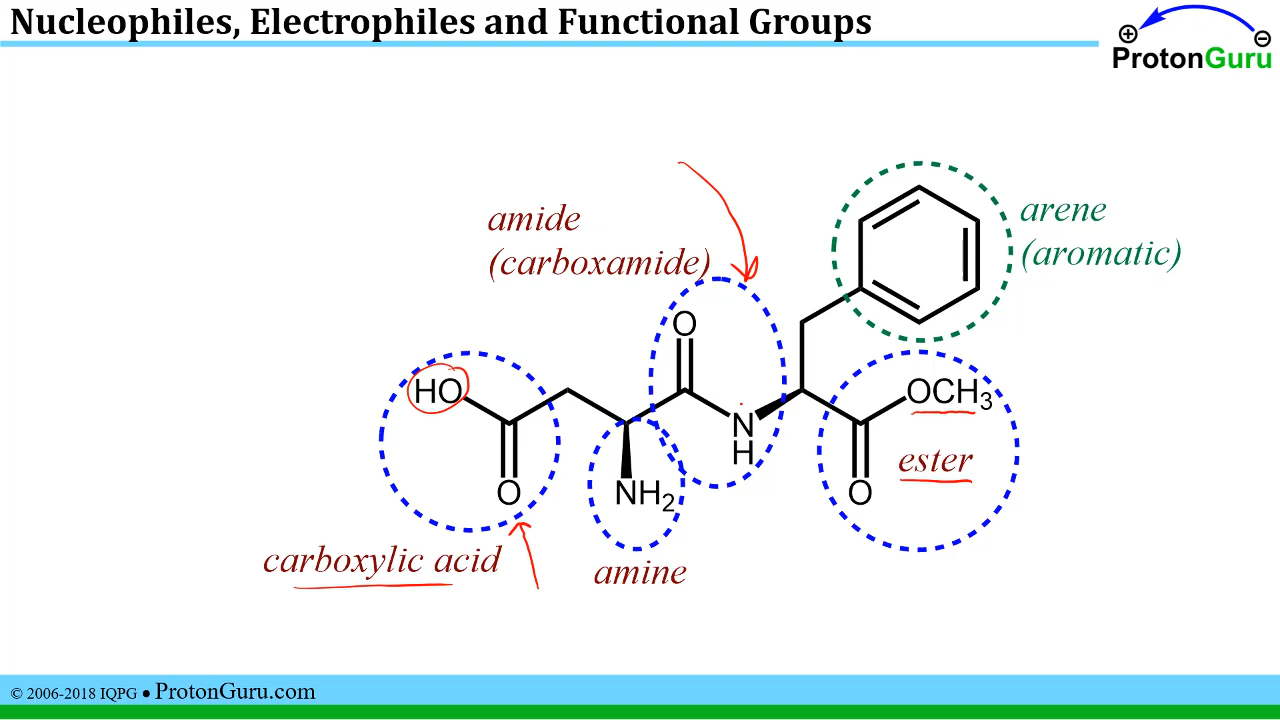 Nucleophiles, Electrophiles and Functional Groups
⊕ ⊖
ProtonGuru
amide
(carboxamide)
arene
(aromatic)
O
HO
OCH3
N
H
ester
O
NH2
O
carboxylic acid
amine
© 2006-2018 IQPG ● ProtonGuru.com